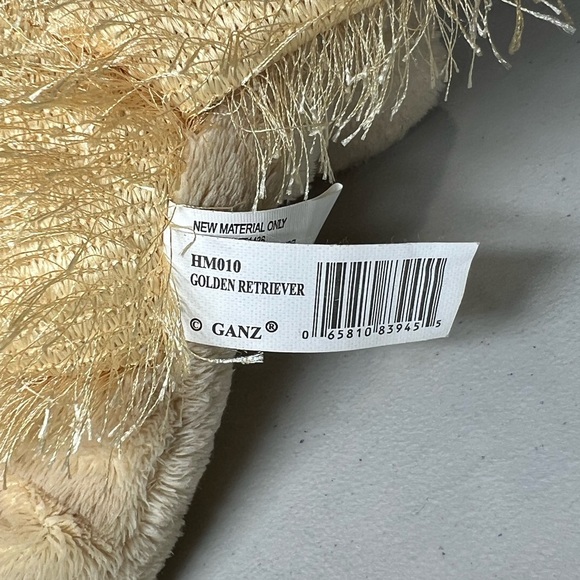 NEW MATERIAL ONLY
HM010
GOLDEN RETRIEVER
© GANZ®
0 65810 83945 5